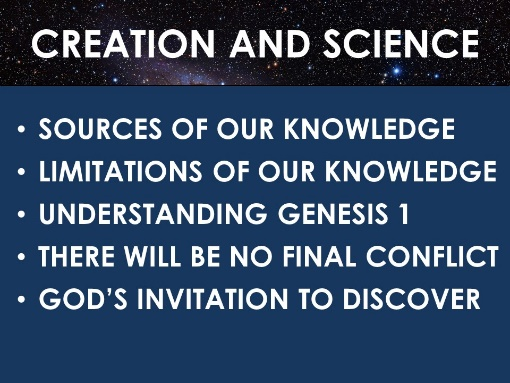 CREATION AND SCIENCE
• SOURCES OF OUR KNOWLEDGE
• LIMITATIONS OF OUR KNOWLEDGE
• UNDERSTANDING GENESIS 1
• THERE WILL BE NO FINAL CONFLICT
• GOD'S INVITATION TO DISCOVER